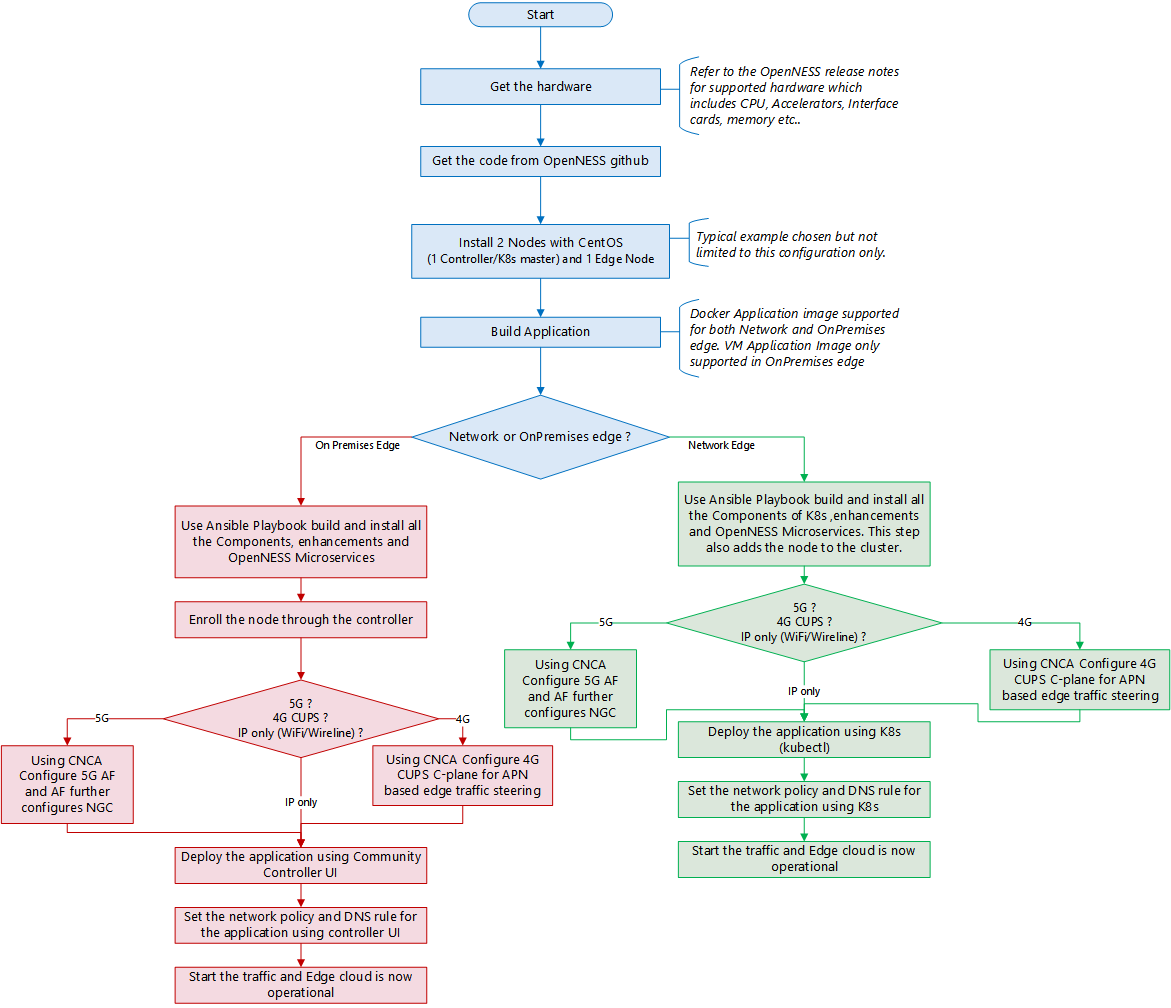 Start
Get the hardware
Refer to the OpenNESS release notes
for supported hardware which
includes CPU, Accelerators, Interface
cards, memory etc..
Get the code from OpenNESS github
Install 2 Nodes with CentOS
(1 Controller/K8s master) and 1 Edge Node
Typical example chosen but not
limited to this configuration only.
Build Application
Docker Application image supported
for both Network and OnPremises
edge. VM Application Image only
supported in OnPremises edge
Network or OnPremises edge ?
On Premises Edge
Network Edge
Use Ansible Playbook build and install all
the Components, enhancements and
OpenNESS Microservices
Enroll the node through the controller
5G ?
4G CUPS ?
IP only (WiFi/Wireline) ?
5G
4G
Using CNCA
Configure 5G AF
and AF further
configures NGC
Using CNCA Configure 4G
CUPS C-plane for APN
based edge traffic steering
IP only
Deploy the application using Community
Controller UI
Set the network policy and DNS rule for
the application using controller UI
Start the traffic and Edge cloud is now
operational
Use Ansible Playbook build and install all
the Components of K8s ,enhancements
and OpenNESS Microservices. This step
also adds the node to the cluster.
5G ?
4G CUPS ?
IP only (WiFi/Wireline) ?
5G
4G
Using CNCA
Configure 5G AF
and AF further
configures NGC
Using CNCA Configure 4G
CUPS C-plane for APN
based edge traffic steering
IP only
Deploy the application using K8s
(kubectl)
Set the network policy and DNS rule for
the application using K8s
Start the traffic and Edge cloud is now
operational